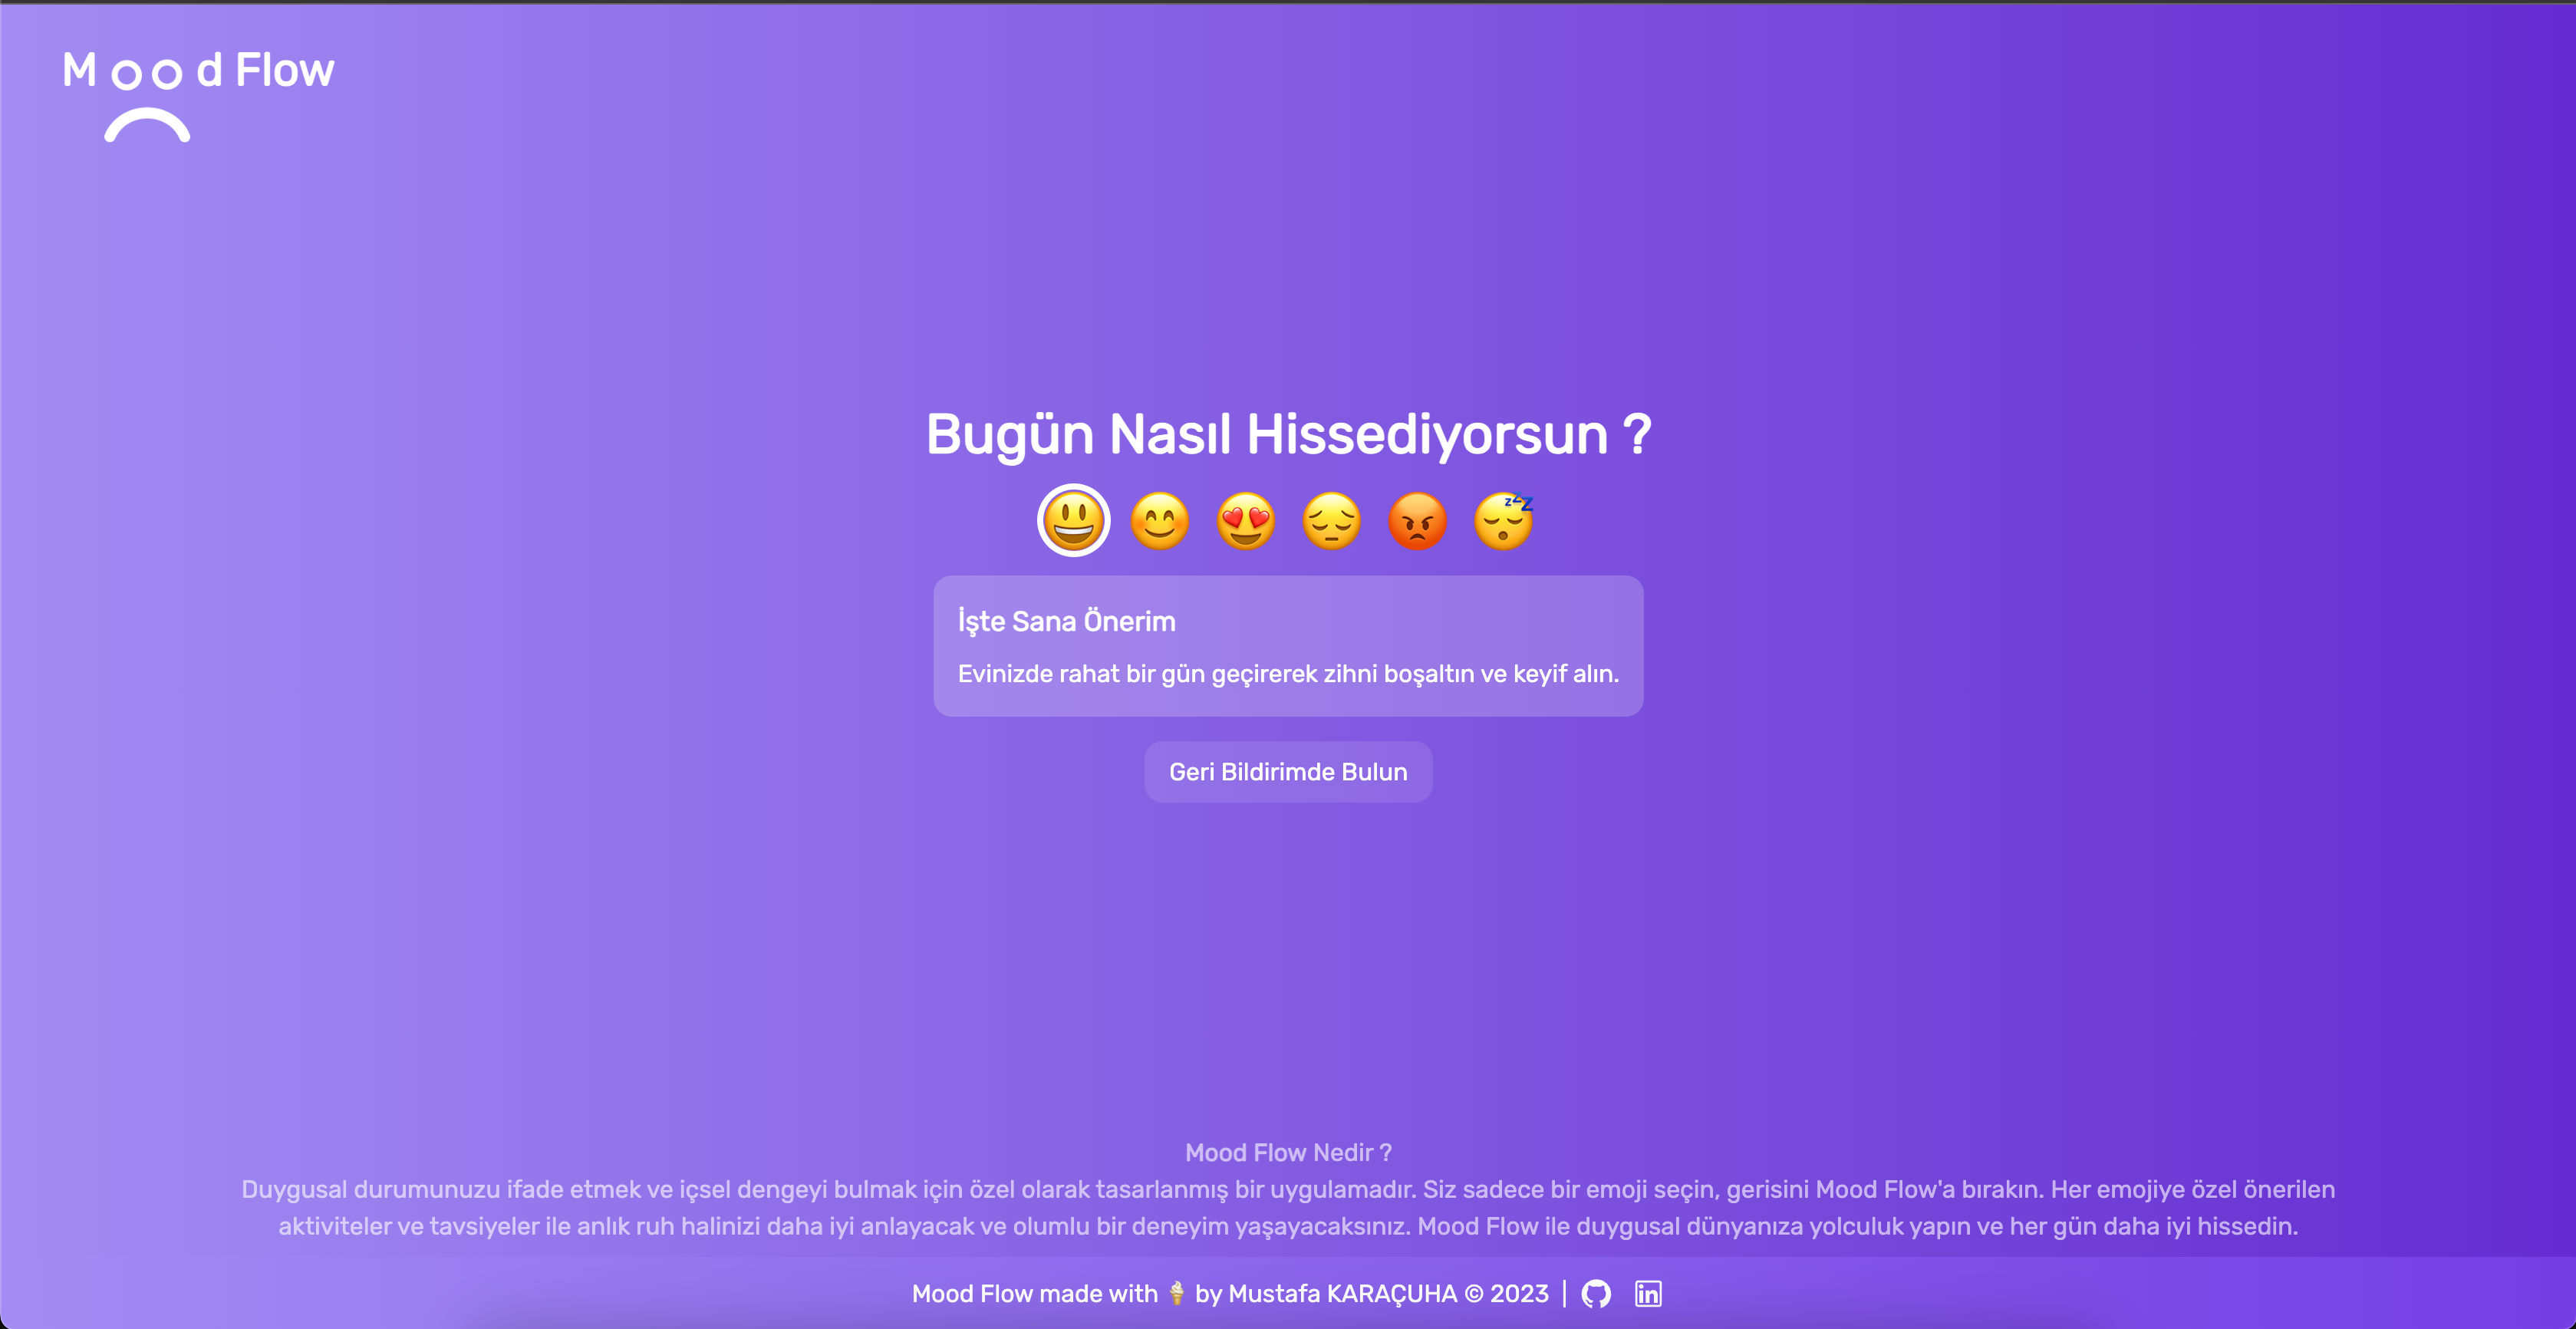 Mood Flow
Bugün Nasıl Hissediyorsun ?
İşte Sana Önerim
Evinizde rahat bir gün geçirerek zihni boşaltın ve keyif alın.
Geri Bildirimde Bulun
Mood Flow Nedir ?
Duygusal durumunuzu ifade etmek ve içsel dengeyi bulmak için özel olarak tasarlanmış bir uygulamadır. Siz sadece bir emoji seçin, gerisini Mood Flow'a bırakın. Her emojiye özel önerilen
aktiviteler ve tavsiyeler ile anlık ruh halinizi daha iyi anlayacak ve olumlu bir deneyim yaşayacaksınız. Mood Flow ile duygusal dünyanıza yolculuk yapın ve her gün daha iyi hissedin.
Mood Flow made with 🍦 by Mustafa KARAÇUHA © 2023 |